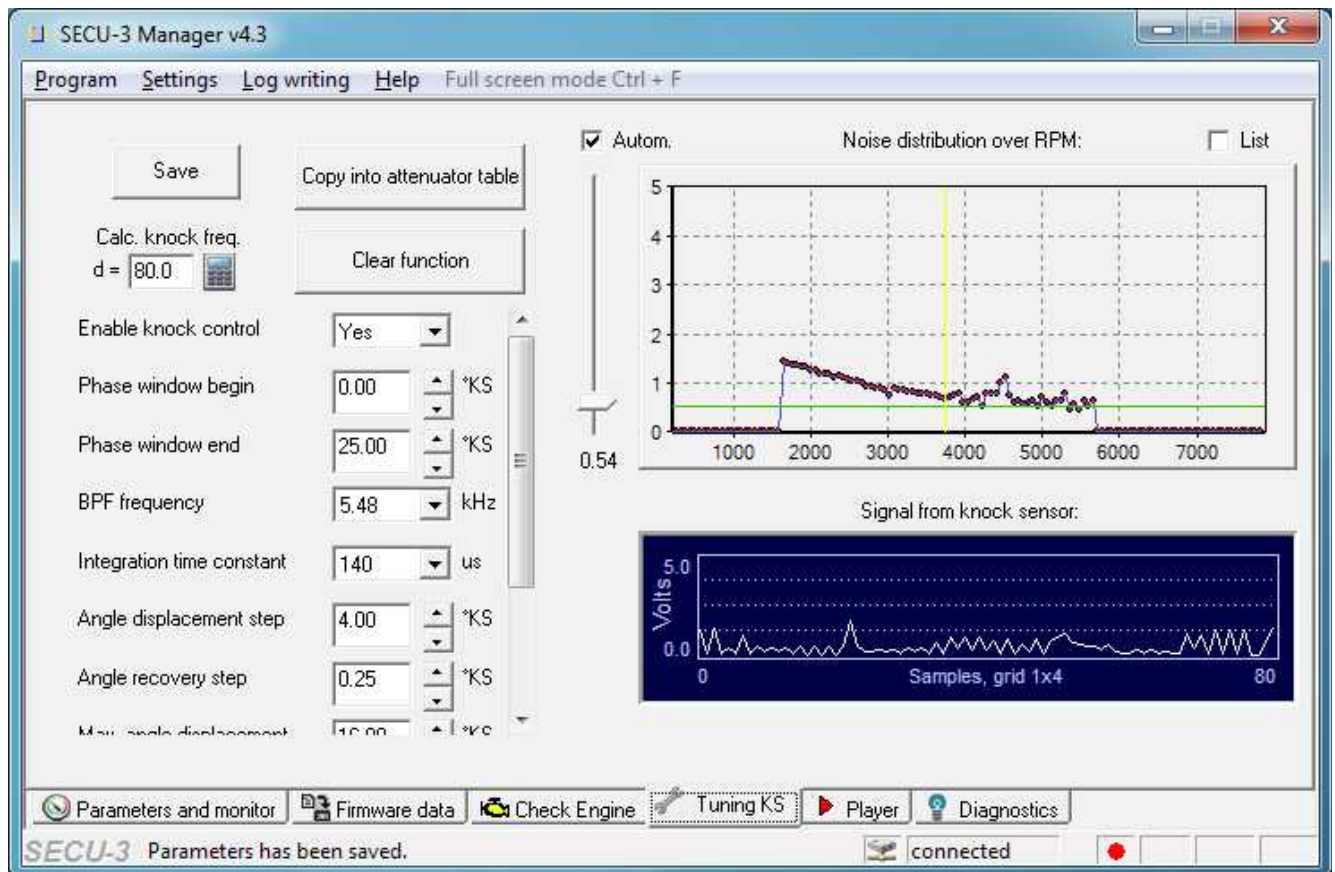 SECU-3 Manager v4.3
Program Settings Log writing Help Full screen mode Ctrl + F
Save
Copy into attenuator table
Calc. knock freq.
d = 80.0
Clear function
Enable knock control Yes
Phase window begin 0.00 °KS
Phase window end 25.00 °KS
BPF frequency 5.48 kHz
Integration time constant 140 us
Angle displacement step 4.00 °KS
Angle recovery step 0.25 °KS
Max. angle displacement 16.00 °KS
Autom. Noise distribution over RPM: List
0.54
5
4
3
2
1
0
1000 2000 3000 4000 5000 6000 7000
Signal from knock sensor:
5.0
Volts
0.0
0 Samples, grid 1x4 80
Parameters and monitor Firmware data Check Engine Tuning KS Player Diagnostics
SECU-3 Parameters has been saved. connected